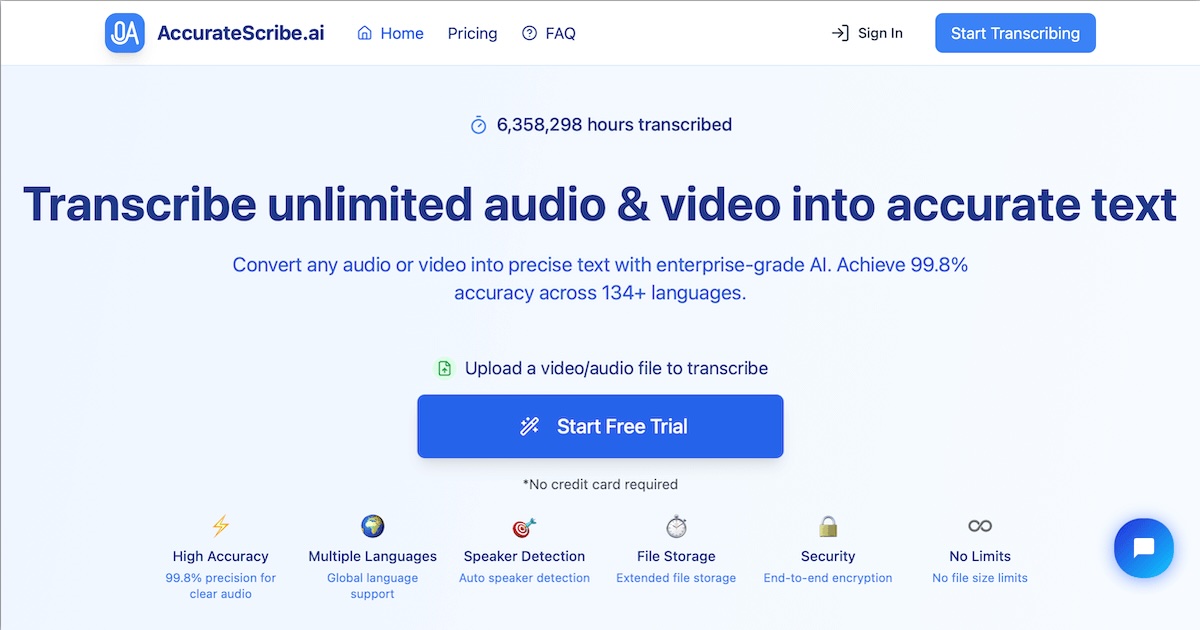 AccurateScribe.ai
Home
Pricing
FAQ
Sign In
Start Transcribing
6,358,298 hours transcribed
Transcribe unlimited audio & video into accurate text
Convert any audio or video into precise text with enterprise-grade AI. Achieve 99.8%
accuracy across 134+ languages.
Upload a video/audio file to transcribe
Start Free Trial
*No credit card required
High Accuracy
99.8% precision for
clear audio
Multiple Languages
Global language
support
Speaker Detection
Auto speaker detection
File Storage
Extended file storage
Security
End-to-end encryption
No Limits
No file size limits